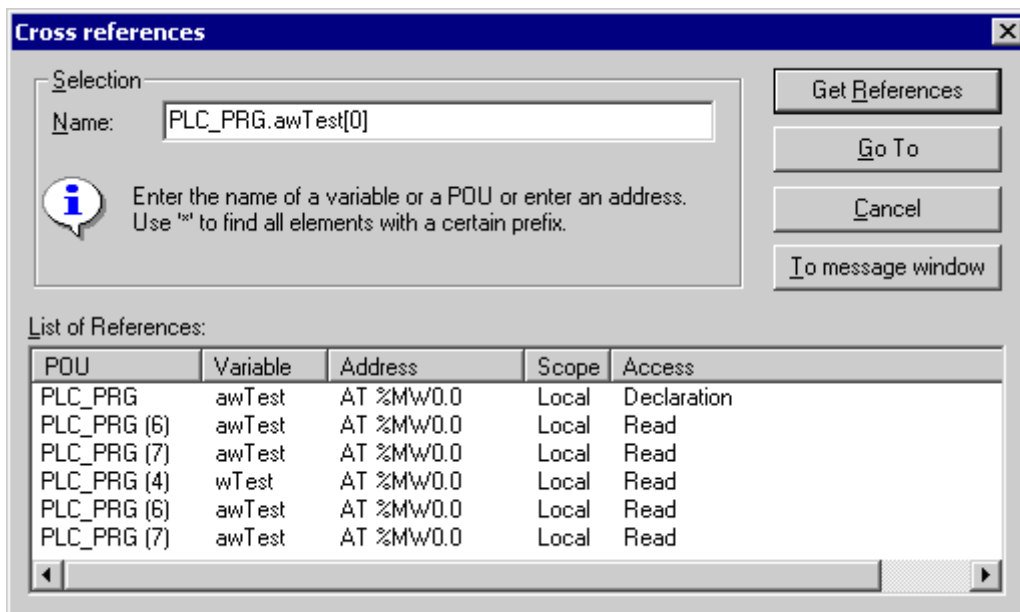 Cross references
Selection
Name: PLC_PRG.awTest[0]
Enter the name of a variable or a POU or enter an address.
Use '*' to find all elements with a certain prefix.
Get References
Go To
Cancel
To message window
List of References:
POU Variable Address Scope Access
PLC_PRG awTest AT %MW0.0 Local Declaration
PLC_PRG (6) awTest AT %MW0.0 Local Read
PLC_PRG (7) awTest AT %MW0.0 Local Read
PLC_PRG (4) wTest AT %MW0.0 Local Read
PLC_PRG (6) awTest AT %MW0.0 Local Read
PLC_PRG (7) awTest AT %MW0.0 Local Read